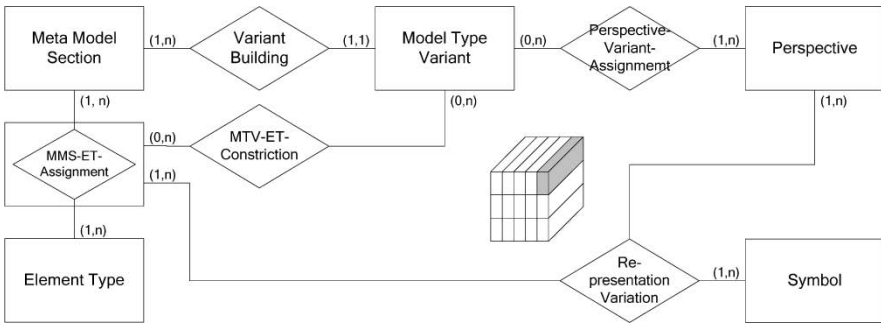 Meta Model
Section
(1,n)
Variant
Building
(1,1)
Model Type
Variant
(0,n)
Perspective-
Variant-
Assignmemt
(1,n)
Perspective
(1, n)
(0,n)
(1,n)
MMS-ET-
Assignment
(0,n)
MTV-ET-
Constriction
(1,n)
(1,n)
Element Type
Re-
presentation
Variation
(1,n)
Symbol